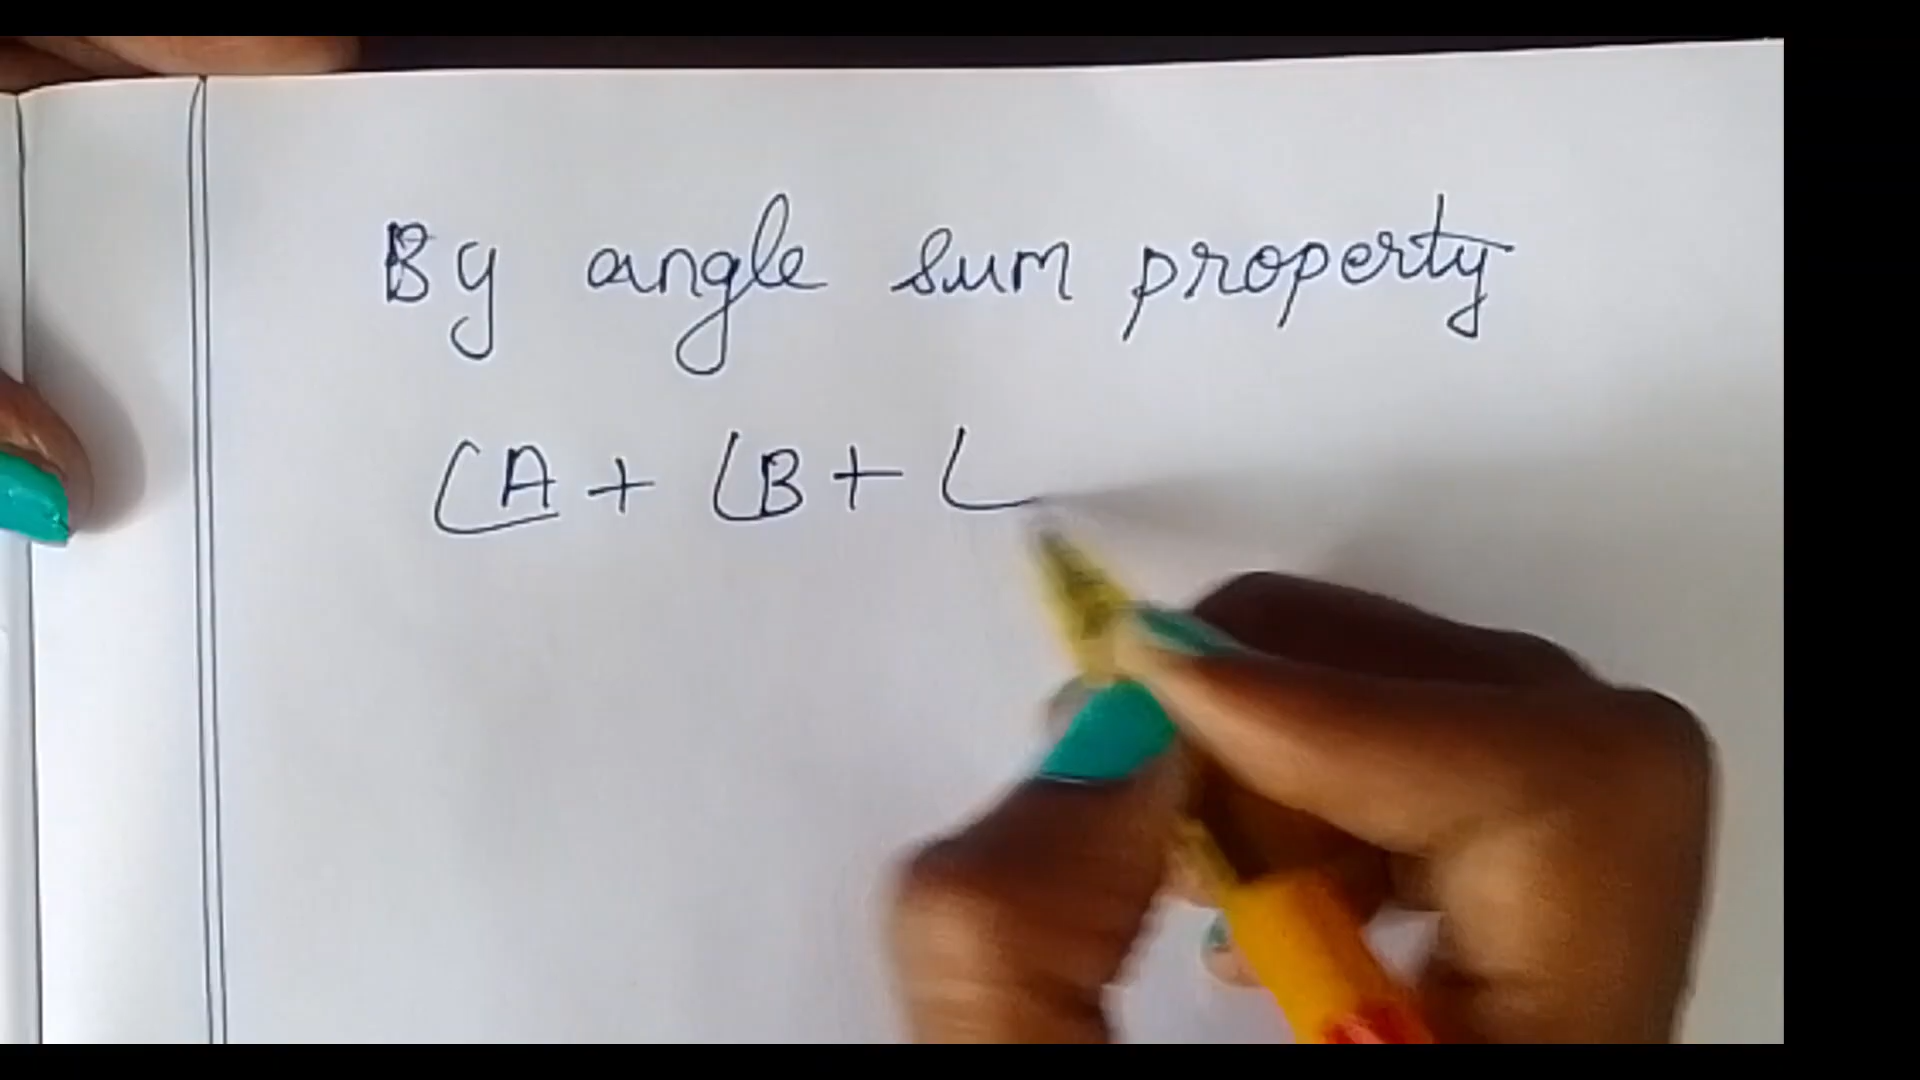 By angle sum property
∠A + ∠B + ∠